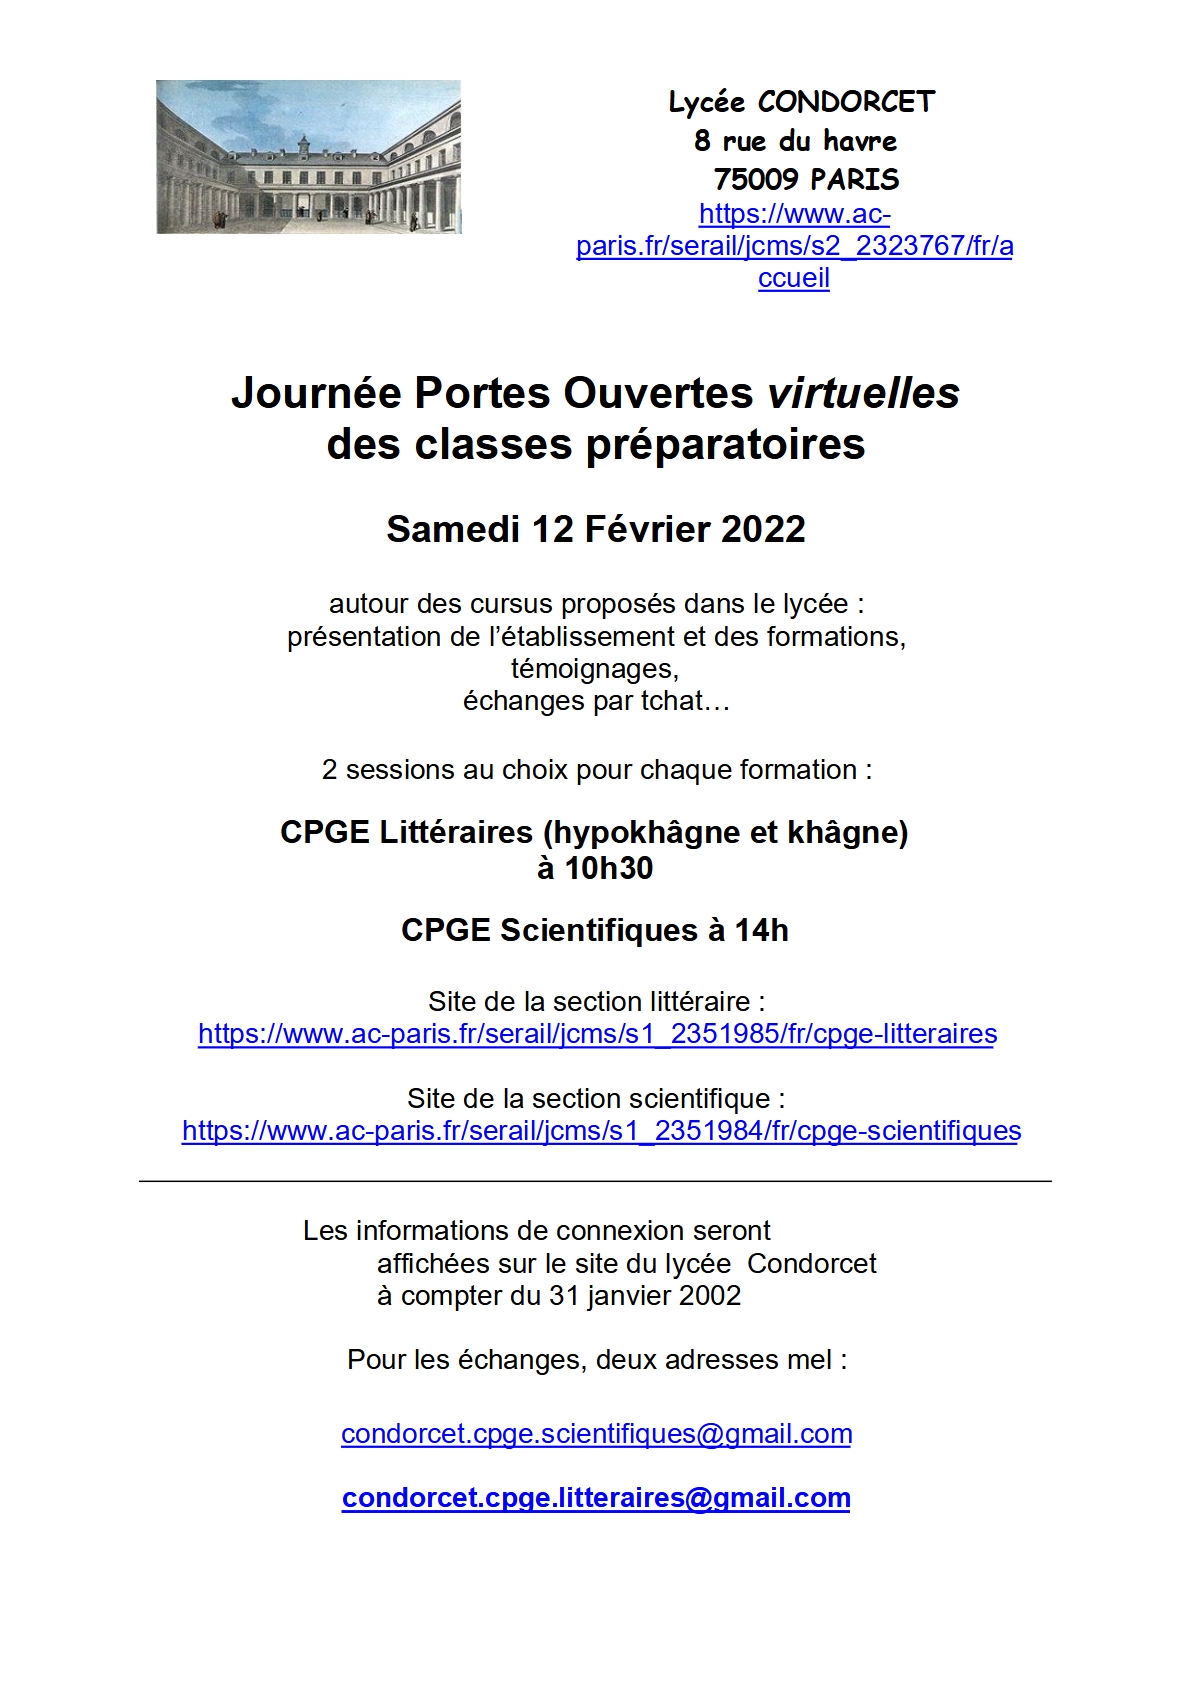 Lycée CONDORCET
8 rue du havre
75009 PARIS
https://www.ac-
paris.fr/serail/jcms/s2_2323767/fr/a
ccueil
Journée Portes Ouvertes virtuelles
des classes préparatoires
Samedi 12 Février 2022
autour des cursus proposés dans le lycée :
présentation de l’établissement et des formations,
témoignages,
échanges par tchat…
2 sessions au choix pour chaque formation :
CPGE Littéraires (hypokhâgne et khâgne)
à 10h30
CPGE Scientifiques à 14h
Site de la section littéraire :
https://www.ac-paris.fr/serail/jcms/s1_2351985/fr/cpge-litteraires
Site de la section scientifique :
https://www.ac-paris.fr/serail/jcms/s1_2351984/fr/cpge-scientifiques
Les informations de connexion seront
affichées sur le site du lycée  Condorcet
à compter du 31 janvier 2002
Pour les échanges, deux adresses mel :
condorcet.cpge.scientifiques@gmail.com
condorcet.cpge.litteraires@gmail.com